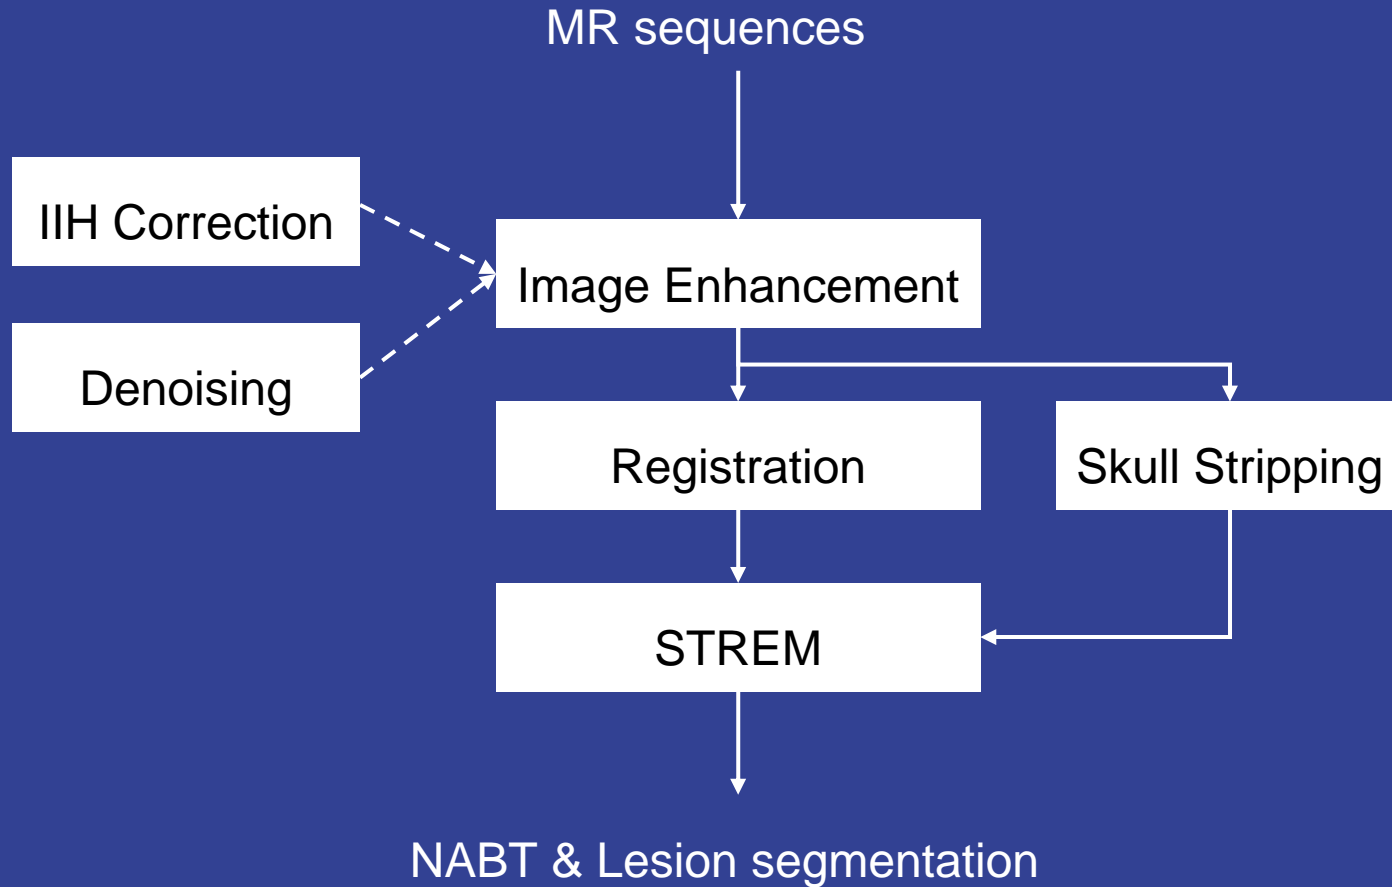 MR sequences
IIH Correction
Image Enhancement
Denoising
Registration
Skull Stripping
STREM
NABT & Lesion segmentation